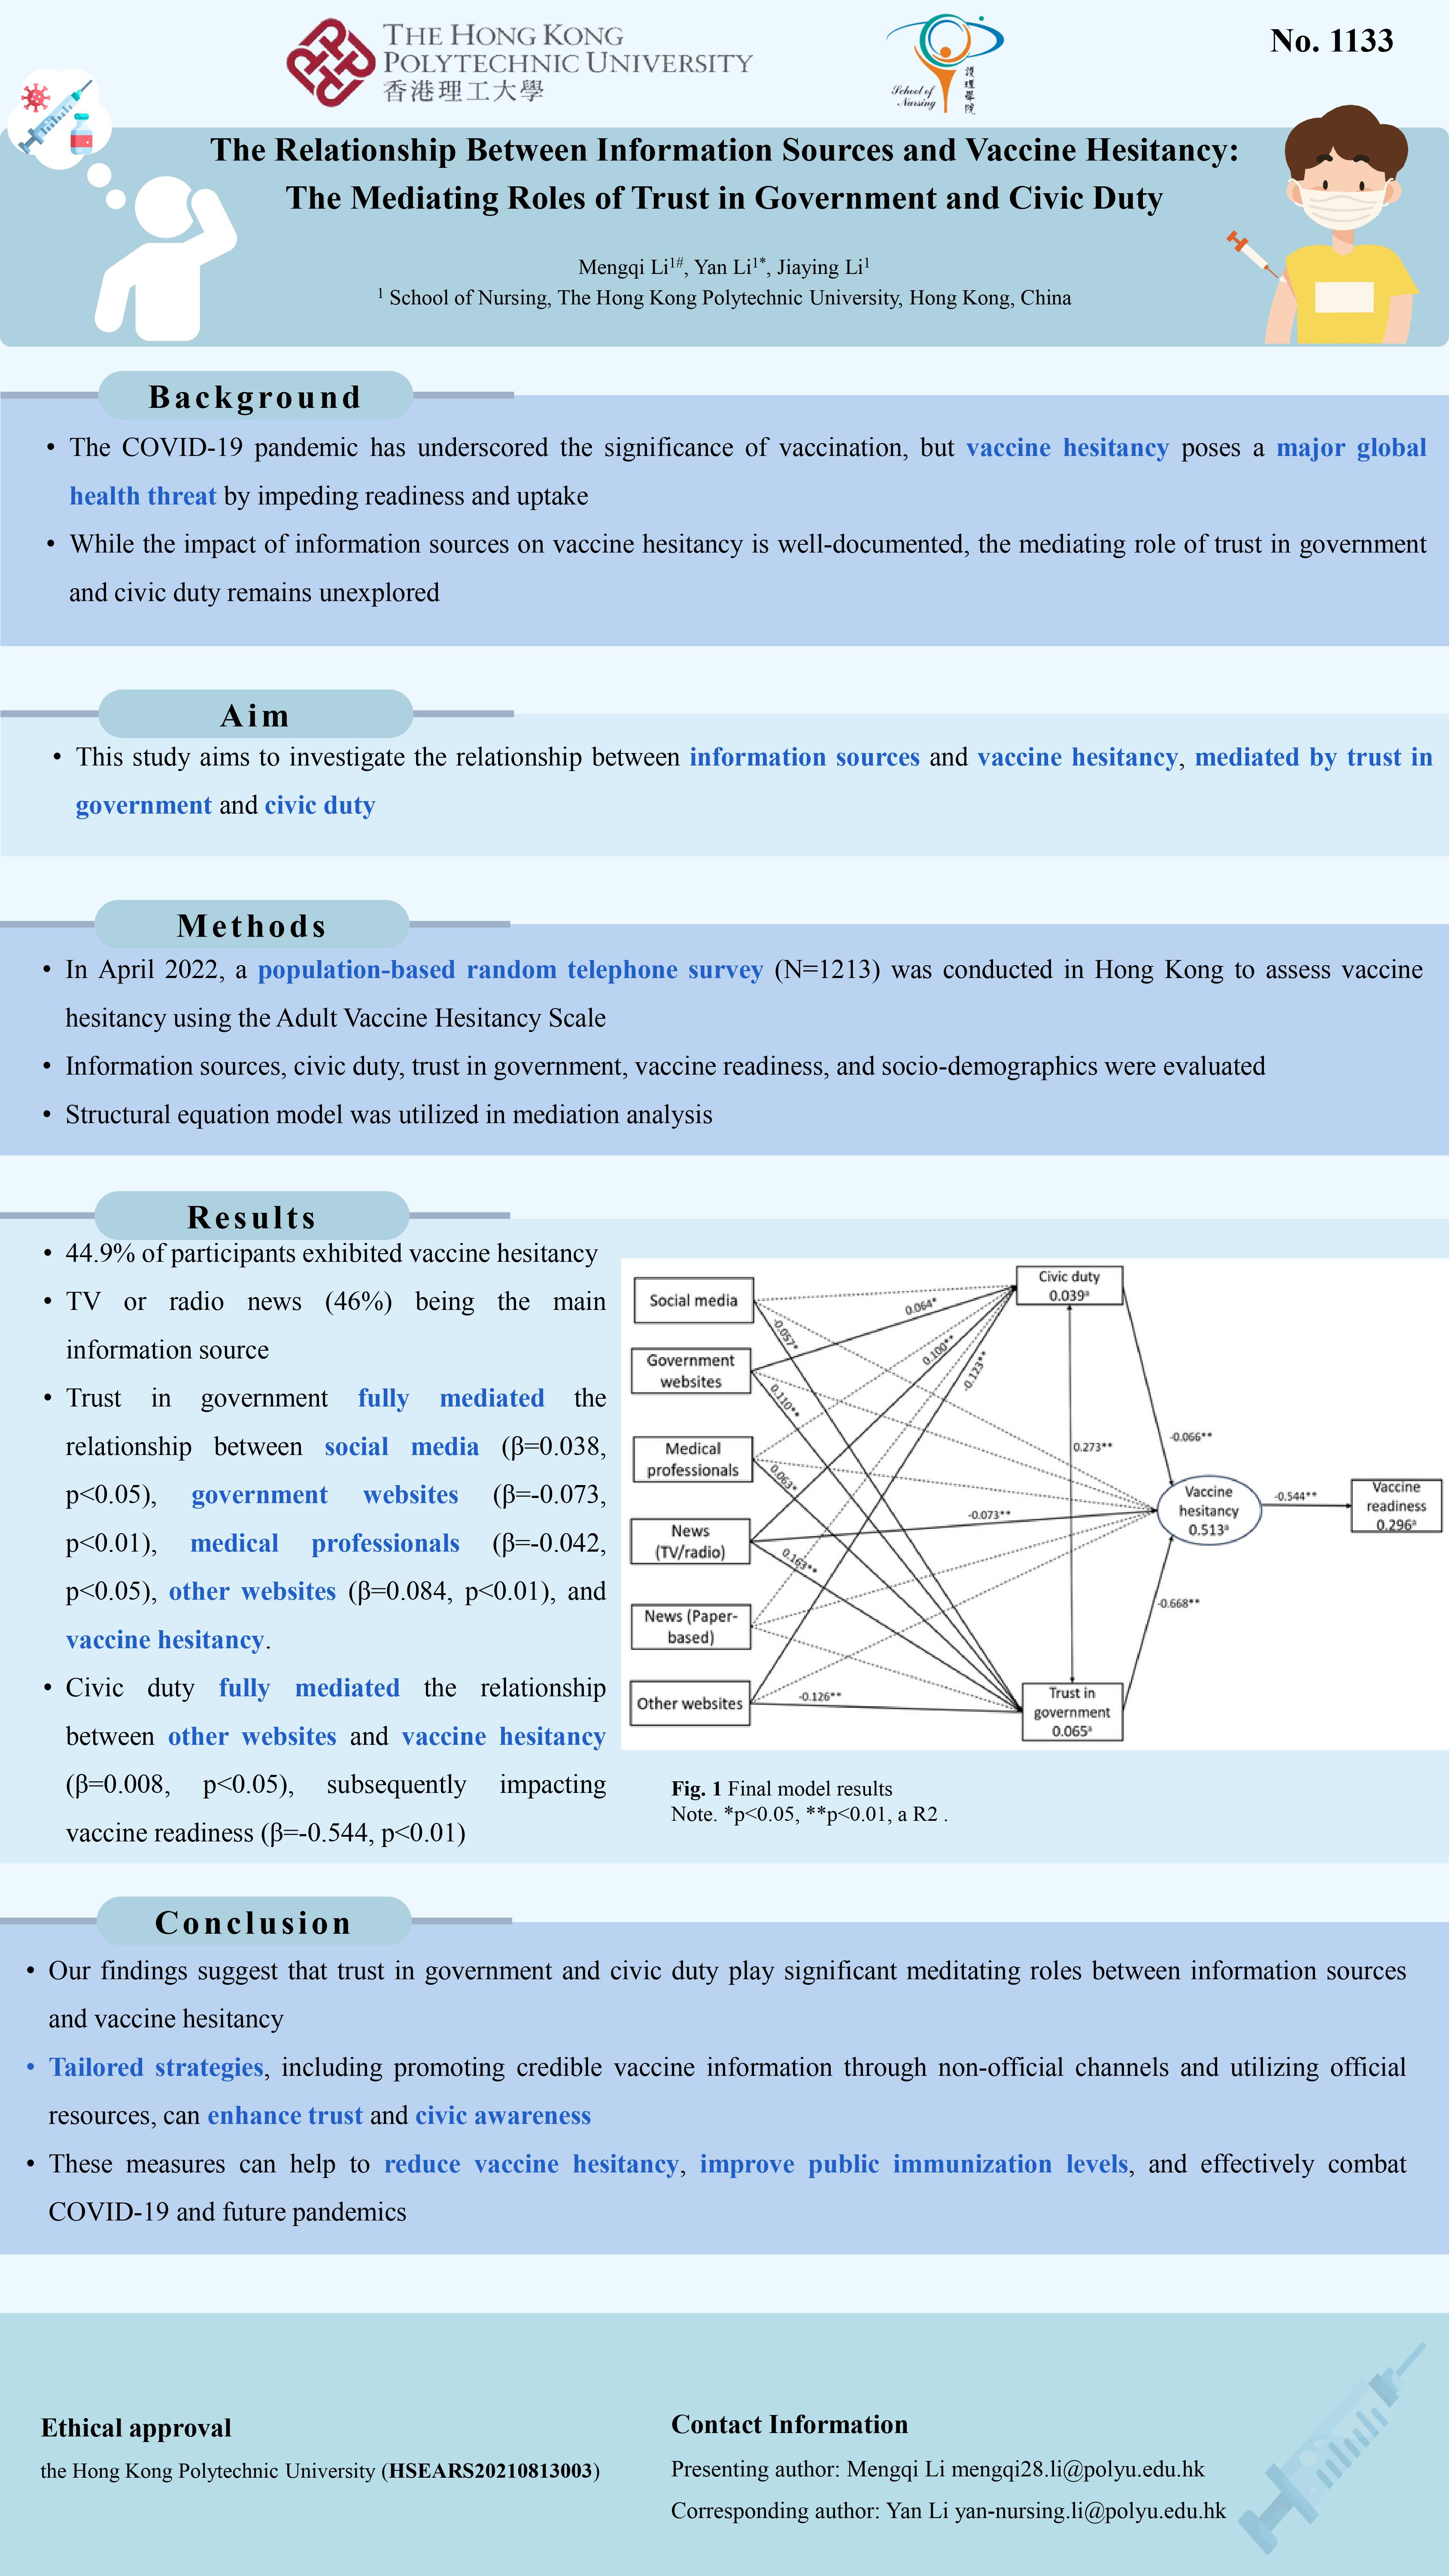 THE HONG KONG
POLYTECHNIC UNIVERSITY
香港理工大學
School of
Nursing
護理學院
No. 1133
The Relationship Between Information Sources and Vaccine Hesitancy:
The Mediating Roles of Trust in Government and Civic Duty
Mengqi Li1#, Yan Li1*, Jiaying Li1
1 School of Nursing, The Hong Kong Polytechnic University, Hong Kong, China
Background
• The COVID-19 pandemic has underscored the significance of vaccination, but vaccine hesitancy poses a major global
health threat by impeding readiness and uptake
• While the impact of information sources on vaccine hesitancy is well-documented, the mediating role of trust in government
and civic duty remains unexplored
Aim
• This study aims to investigate the relationship between information sources and vaccine hesitancy, mediated by trust in
government and civic duty
Methods
• In April 2022, a population-based random telephone survey (N=1213) was conducted in Hong Kong to assess vaccine
hesitancy using the Adult Vaccine Hesitancy Scale
• Information sources, civic duty, trust in government, vaccine readiness, and socio-demographics were evaluated
• Structural equation model was utilized in mediation analysis
Results
• 44.9% of participants exhibited vaccine hesitancy
• TV or radio news (46%) being the main
information source
• Trust in government fully mediated the
relationship between social media (β=0.038,
p<0.05), government websites (β=-0.073,
p<0.01), medical professionals (β=-0.042,
p<0.05), other websites (β=0.084, p<0.01), and
vaccine hesitancy.
• Civic duty fully mediated the relationship
between other websites and vaccine hesitancy
(β=0.008, p<0.05), subsequently impacting
vaccine readiness (β=-0.544, p<0.01)
Social media
Government
websites
Medical
professionals
News
(TV/radio)
News (Paper-
based)
Other websites
Civic duty
0.039a
0.064*
-0.057*
0.100**
-0.123**
0.110**
0.063*
0.273**
-0.066**
-0.073**
0.163**
-0.126**
-0.668**
Vaccine
hesitancy
0.513a
-0.544**
Vaccine
readiness
0.296a
Trust in
government
0.065a
Fig. 1 Final model results
Note. *p<0.05, **p<0.01, a R2 .
Conclusion
• Our findings suggest that trust in government and civic duty play significant meditating roles between information sources
and vaccine hesitancy
• Tailored strategies, including promoting credible vaccine information through non-official channels and utilizing official
resources, can enhance trust and civic awareness
• These measures can help to reduce vaccine hesitancy, improve public immunization levels, and effectively combat
COVID-19 and future pandemics
Ethical approval
the Hong Kong Polytechnic University (HSEARS20210813003)
Contact Information
Presenting author: Mengqi Li mengqi28.li@polyu.edu.hk
Corresponding author: Yan Li yan-nursing.li@polyu.edu.hk